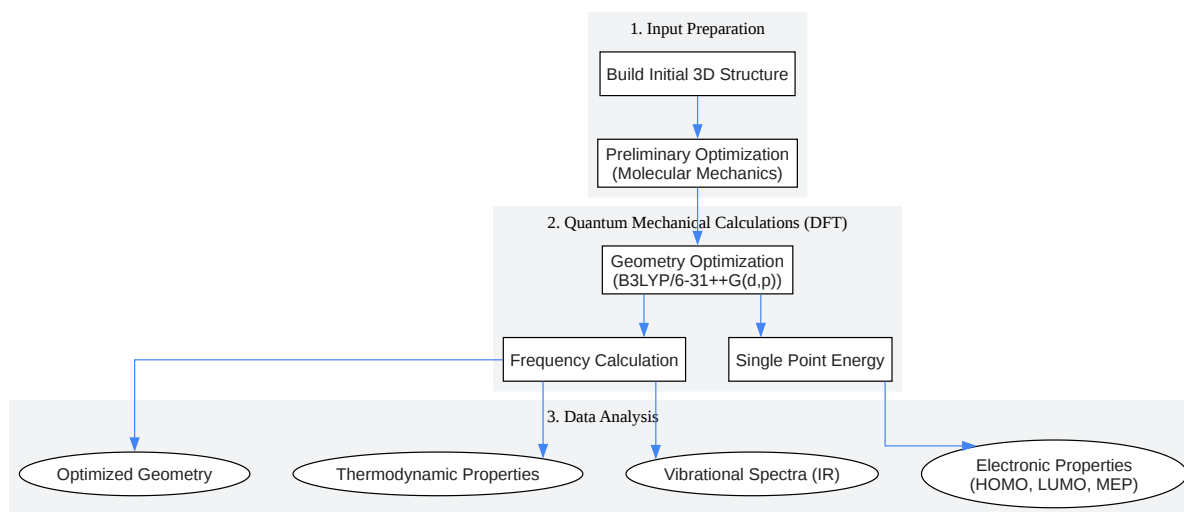 1. Input Preparation
Build Initial 3D Structure
Preliminary Optimization
(Molecular Mechanics)
2. Quantum Mechanical Calculations (DFT)
Geometry Optimization
(B3LYP/6-31++G(d,p))
Frequency Calculation
Single Point Energy
3. Data Analysis
Optimized Geometry
Thermodynamic Properties
Vibrational Spectra (IR)
Electronic Properties
(HOMO, LUMO, MEP)